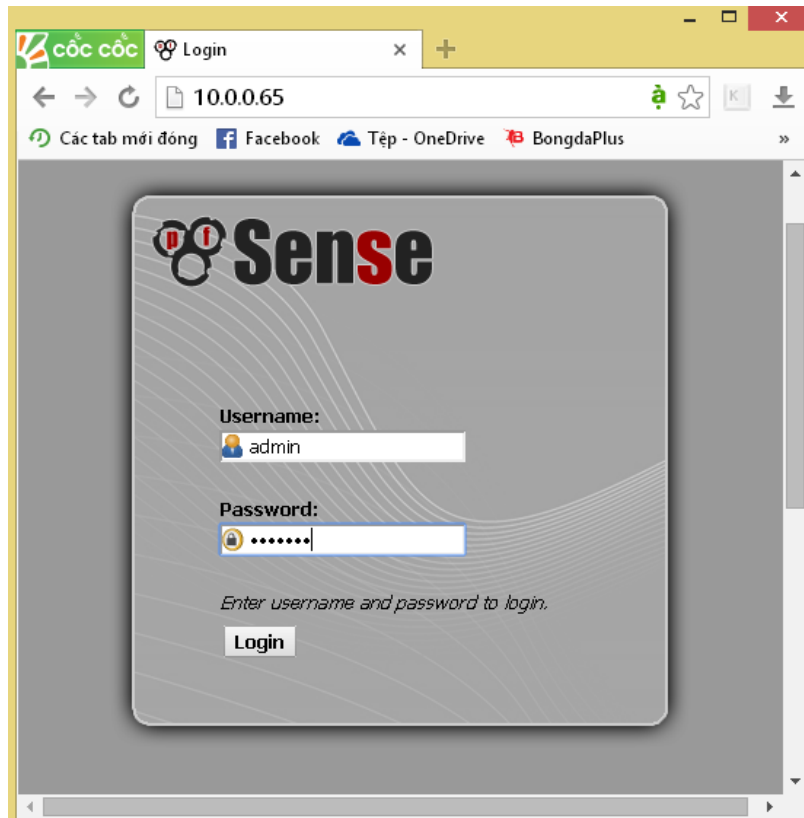 cốc cốc Login
10.0.0.65
Các tab mới đóng Facebook Tệp - OneDrive BongdaPlus »
pf Sense
Username:
admin
Password:
•••••••
Enter username and password to login.
Login